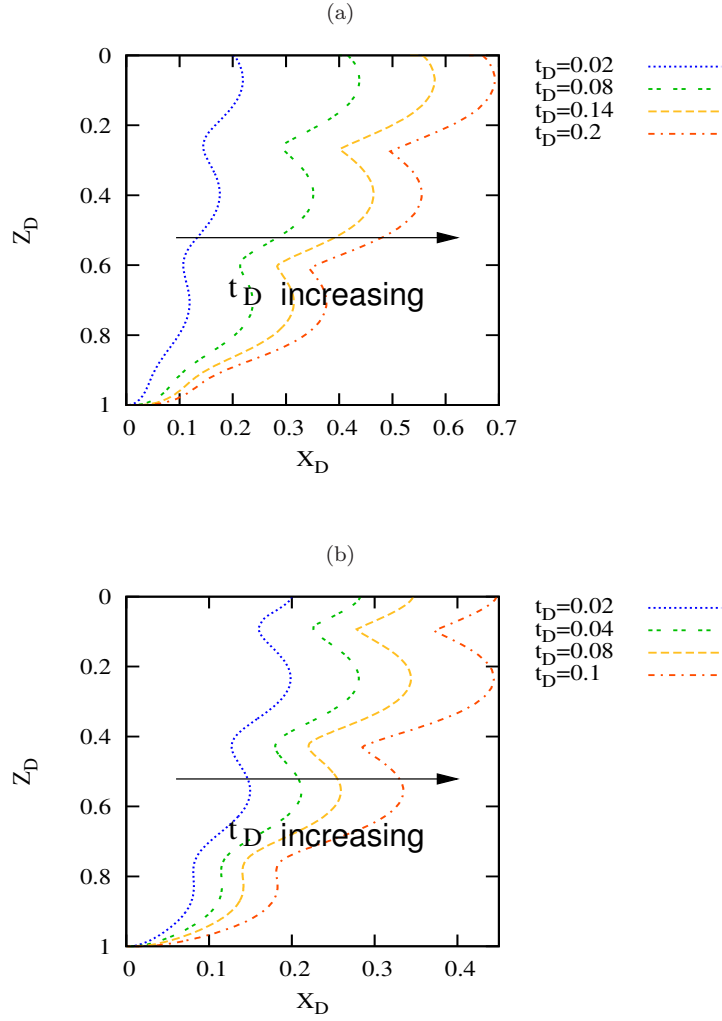 (a)
0
0.2
0.4
0.6
0.8
1
Z_D
0 0.1 0.2 0.3 0.4 0.5 0.6 0.7
X_D
t_D increasing
t_D=0.02
t_D=0.08
t_D=0.14
t_D=0.2
(b)
0
0.2
0.4
0.6
0.8
1
Z_D
0 0.1 0.2 0.3 0.4
X_D
t_D increasing
t_D=0.02
t_D=0.04
t_D=0.08
t_D=0.1